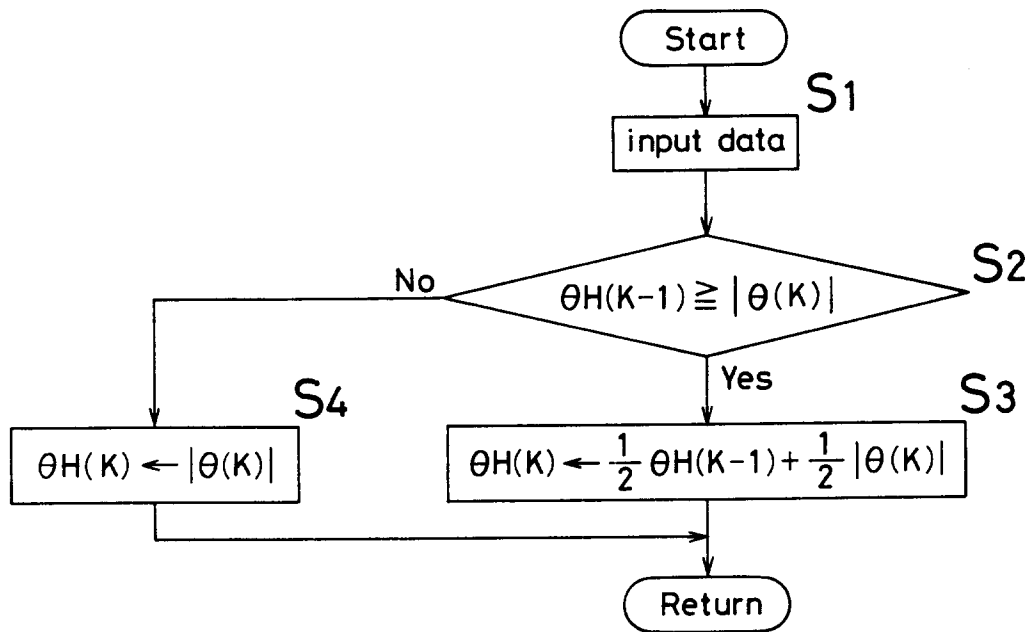 Start
S1
input data
S2
No
θH(K-1) ≧ |θ(K)|
Yes
S4
S3
θH(K) ← |θ(K)|
θH(K) ← 1/2 θH(K-1) + 1/2 |θ(K)|
Return